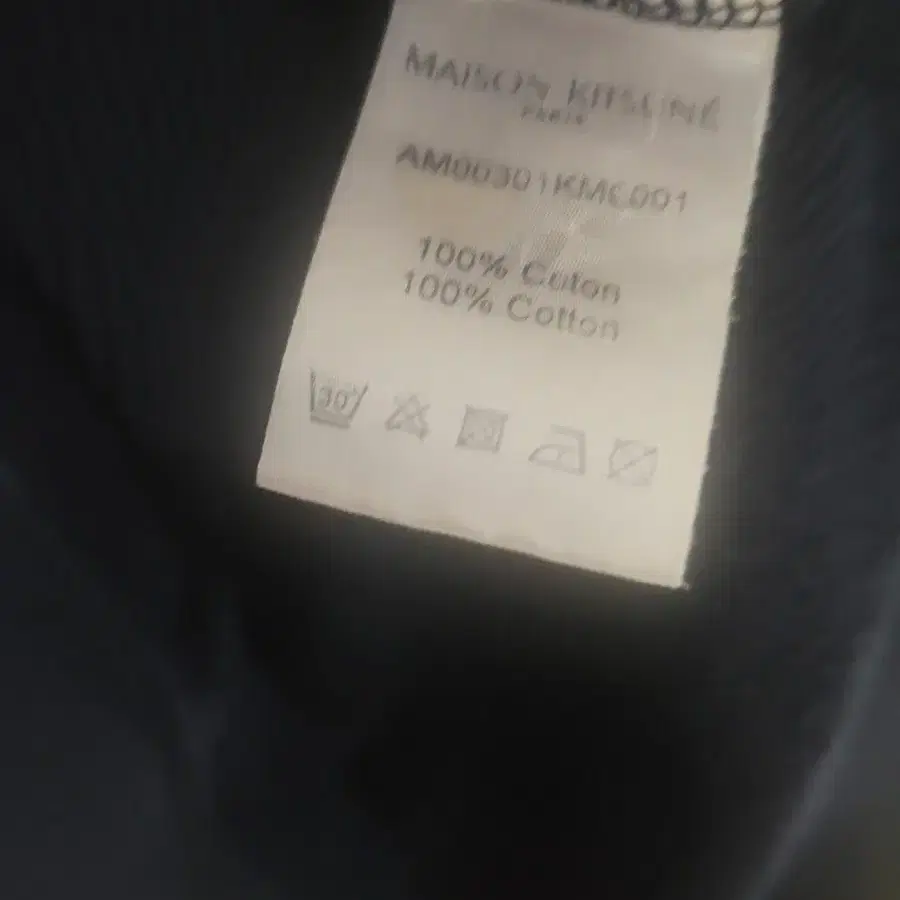 MAISON KITSUNÉ
PARIS
AM00301KM0001
100% Coton
100% Cotton
30°